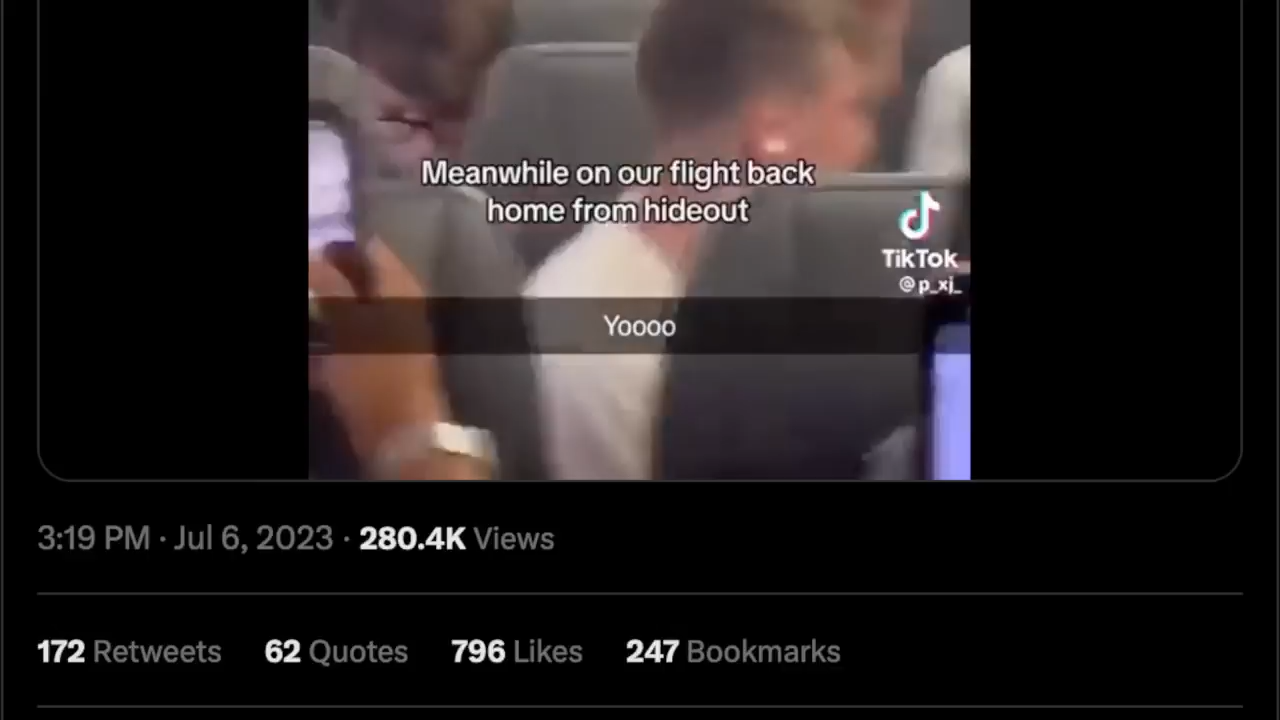 Meanwhile on our flight back
home from hideout
TikTok
@p_xj_
Yoooo
3:19 PM · Jul 6, 2023 · 280.4K Views
172 Retweets 62 Quotes 796 Likes 247 Bookmarks